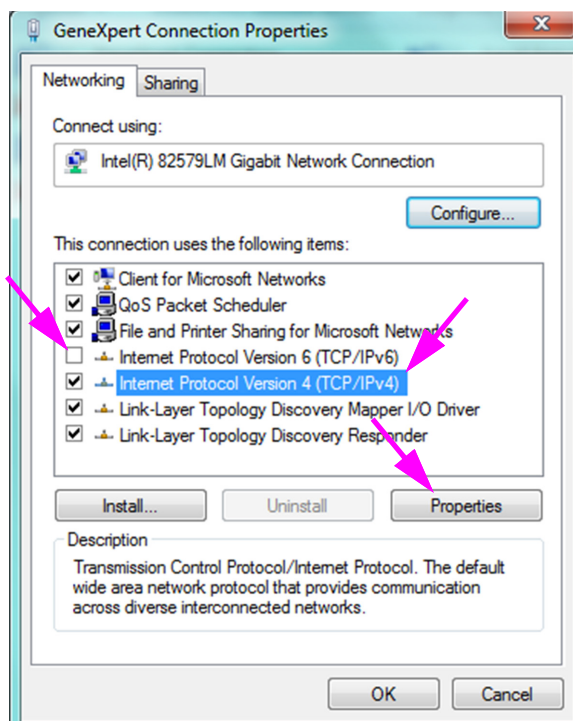 GeneXpert Connection Properties
Networking
Sharing
Connect using:
Intel(R) 82579LM Gigabit Network Connection
Configure...
This connection uses the following items:
Client for Microsoft Networks
QoS Packet Scheduler
File and Printer Sharing for Microsoft Networks
Internet Protocol Version 6 (TCP/IPv6)
Internet Protocol Version 4 (TCP/IPv4)
Link-Layer Topology Discovery Mapper I/O Driver
Link-Layer Topology Discovery Responder
Install...
Uninstall
Properties
Description
Transmission Control Protocol/Internet Protocol. The default
wide area network protocol that provides communication
across diverse interconnected networks.
OK
Cancel